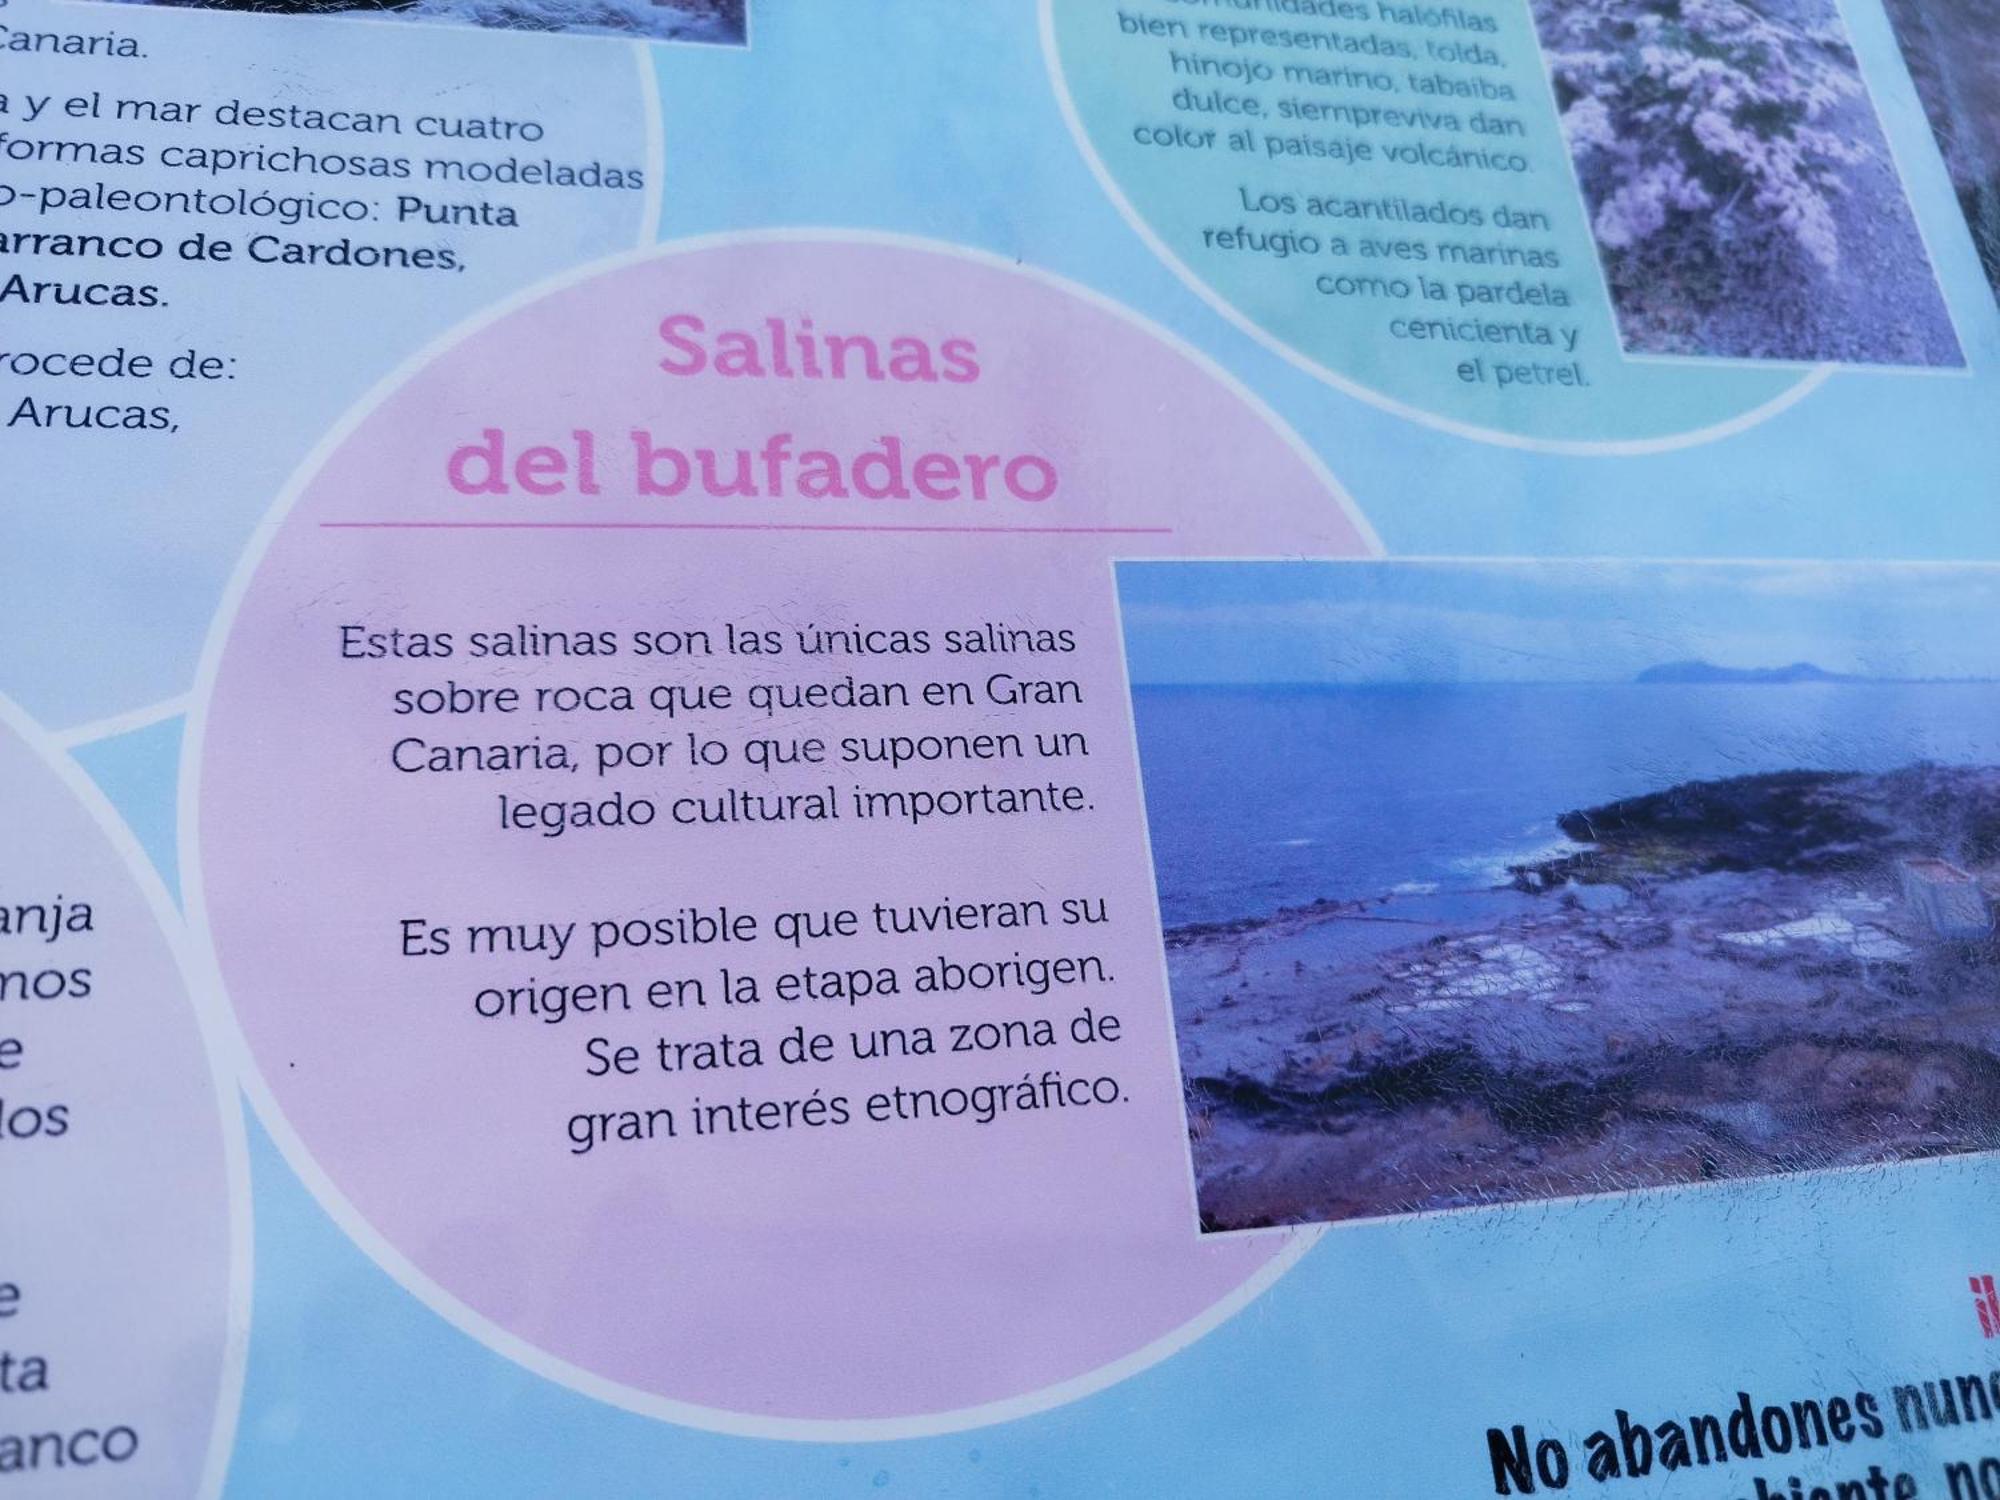 Canaria.
y el mar destacan cuatro
formas caprichosas modeladas
o-paleontológico: Punta
arranco de Cardones,
Arucas.
rocede de:
Arucas,
halófilas
bien representadas, tolda,
hinojo marino, tabaiba
dulce, siempreviva dan
color al paisaje volcánico.
Los acantilados dan
refugio a aves marinas
como la pardela
cenicienta y
el petrel.
Salinas
del bufadero
Estas salinas son las únicas salinas
sobre roca que quedan en Gran
Canaria, por lo que suponen un
legado cultural importante.
Es muy posible que tuvieran su
origen en la etapa aborigen.
Se trata de una zona de
gran interés etnográfico.
anja
mos
e
los
e
ta
anco
No abandones nunc